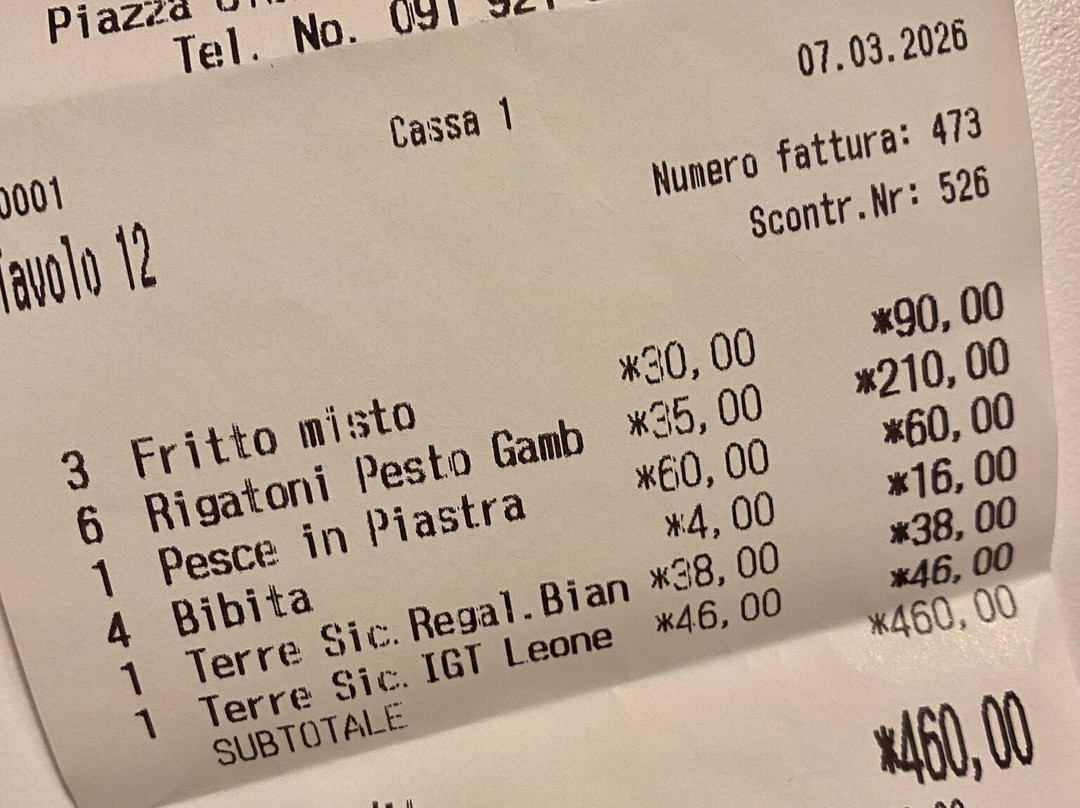 Piazza
Tel. No. 091 921
07.03.2026
Cassa 1
Numero fattura: 473
0001
Scontr.Nr: 526
Tavolo 12
3 Fritto misto *30,00 *90,00
6 Rigatoni Pesto Gamb *35,00 *210,00
1 Pesce in Piastra *60,00 *60,00
4 Bibita *4,00 *16,00
1 Terre Sic.Regal.Bian *38,00 *38,00
1 Terre Sic. IGT Leone *46,00 *46,00
SUBTOTALE *460,00
*460,00